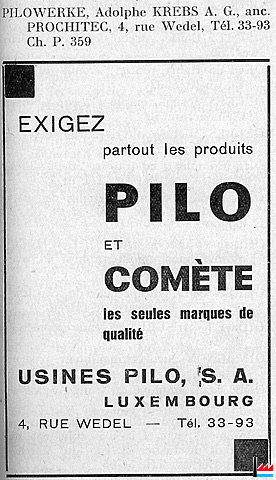 PILOWERKE, Adolphe KREBS A. G., anc.
PROCHITEC, 4, rue Wedel, Tél. 33-93
Ch. P. 359
EXIGEZ
partout les produits
PILO
ET
COMÈTE
les seules marques de
qualité
USINES PILO, S. A.
LUXEMBOURG
4, RUE WEDEL — Tél. 33-93